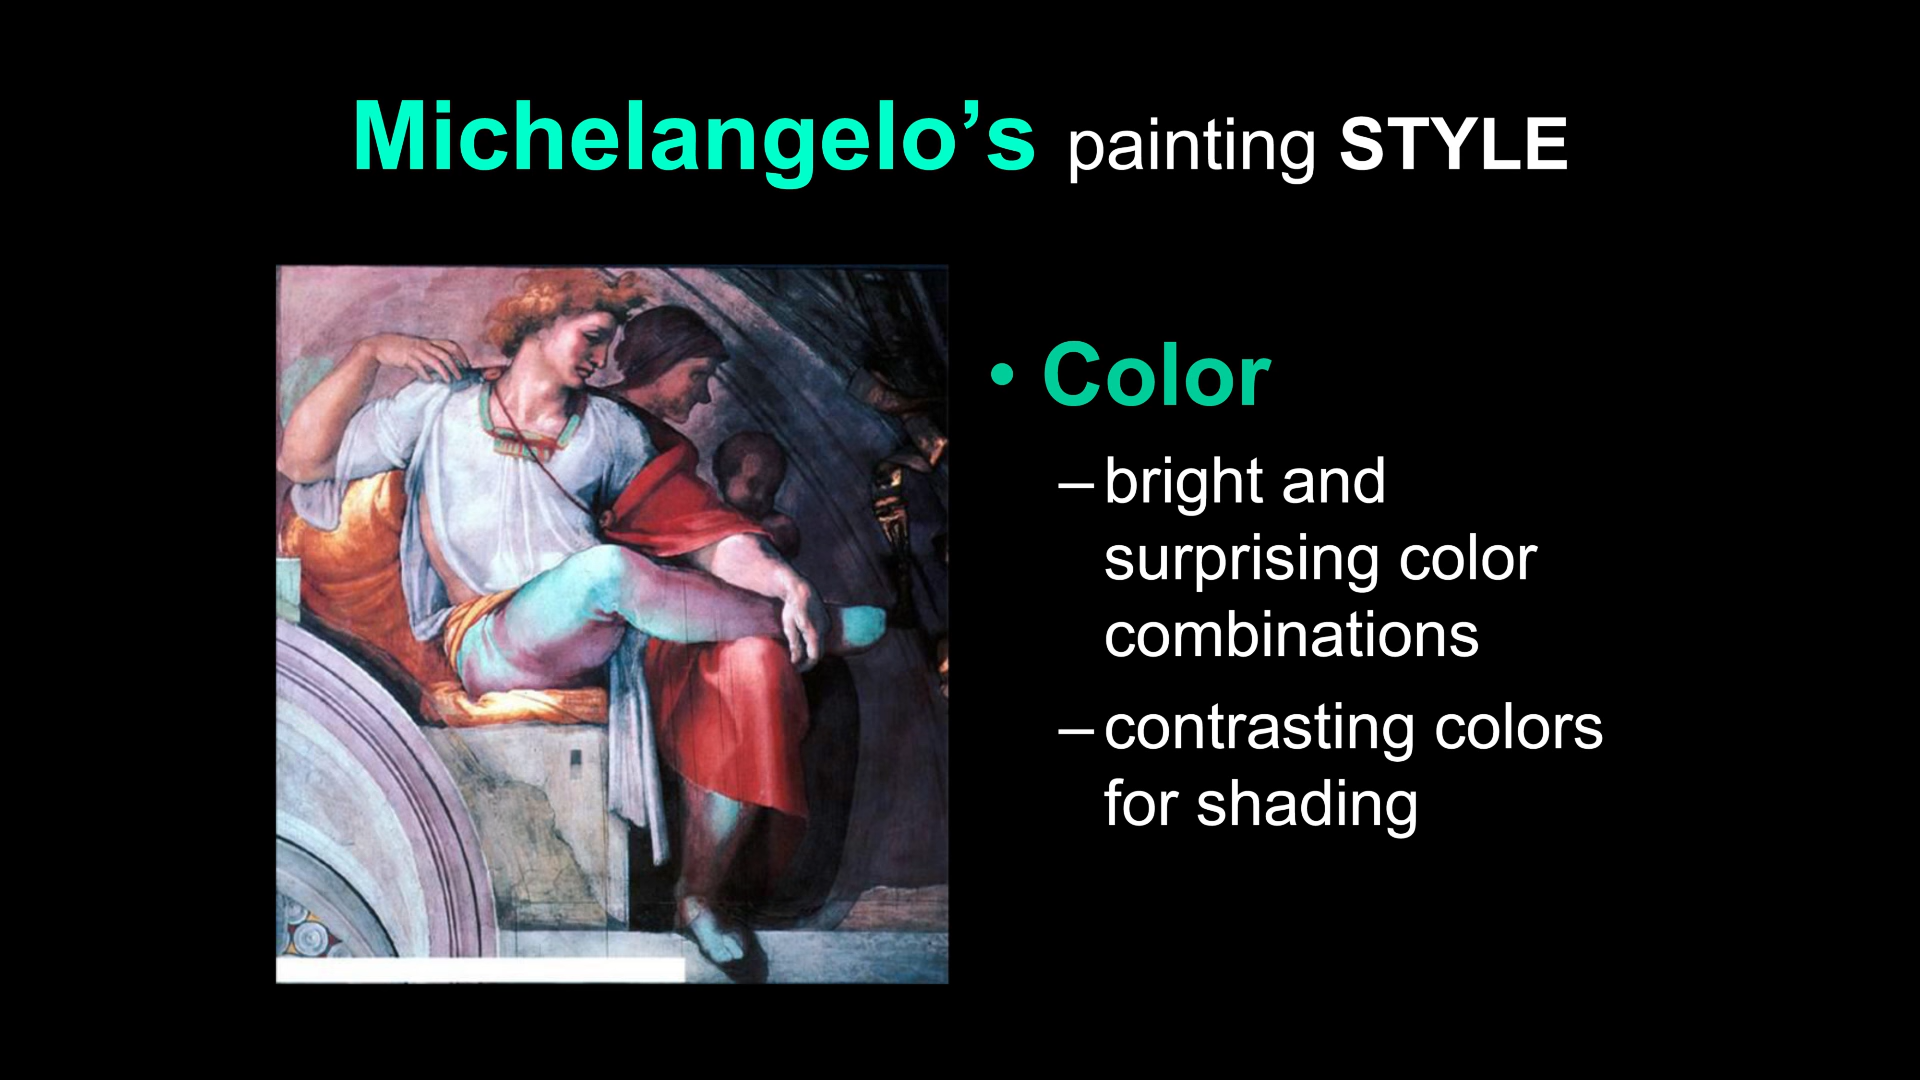 Michelangelo’s painting STYLE
• Color
– bright and
surprising color
combinations
– contrasting colors
for shading